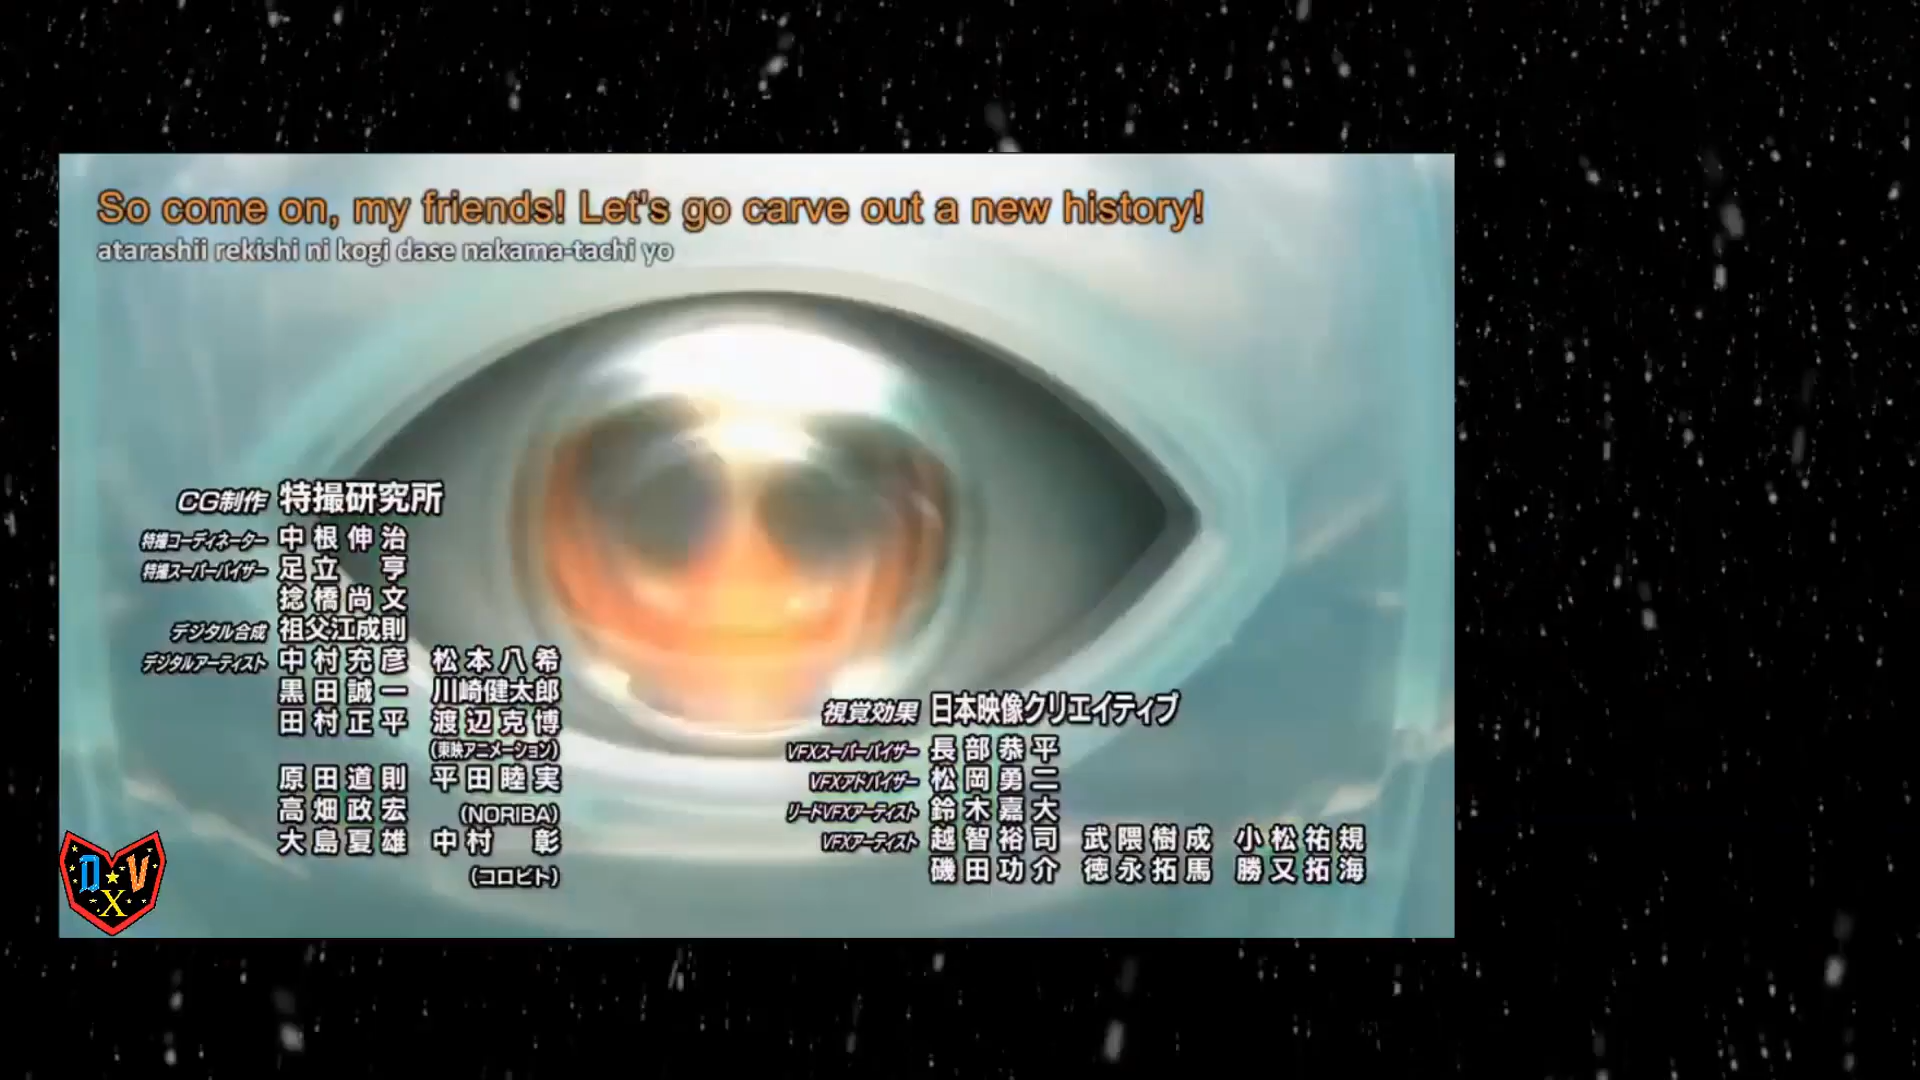 So come on, my friends! Let's go carve out a new history!
atarashii rekishi ni kogi dase nakama-tachi yo
CG制作 特撮研究所
特撮コーディネーター 中根伸治
特撮スーパーバイザー 足立 亨
捻橋尚文
デジタル合成 祖父江成則
デジタルアーティスト 中村充彦 松本八希
黒田誠一 川崎健太郎
田村正平 渡辺克博
(東映アニメーション)
原田道則 平田睦実
高畑政宏 (NORIBA)
大島夏雄 中村 彰
(コロビト)
視覚効果 日本映像クリエイティブ
VFXスーパーバイザー 長部恭平
VFXアドバイザー 松岡勇二
リードVFXアーティスト 鈴木嘉大
VFXアーティスト 越智裕司 武隈樹成 小松祐規
磯田功介 徳永拓馬 勝又拓海
D V
X